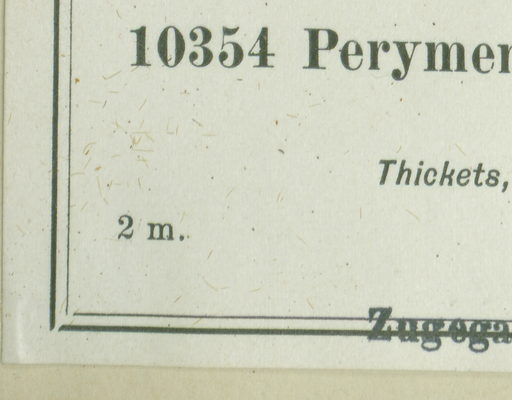 10354 Perymen
Thickets,
2 m.
Zugega